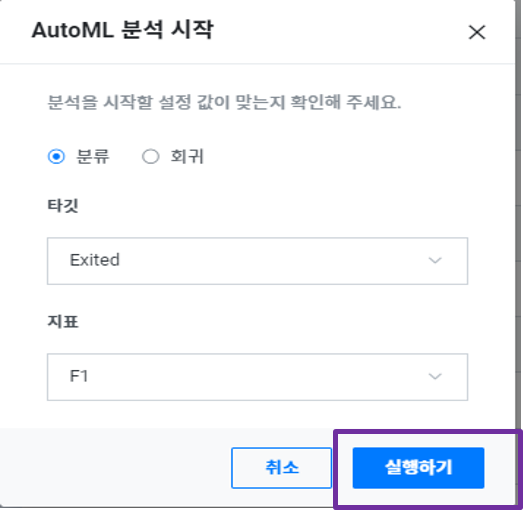 AutoML 분석 시작
분석을 시작할 설정 값이 맞는지 확인해 주세요.
분류 회귀
타깃
Exited
지표
F1
취소 실행하기